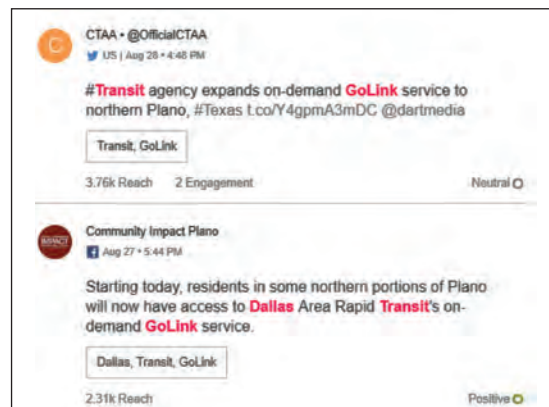 C
CTAA • @OfficialCTAA
US | Aug 28 • 4:48 PM
#Transit agency expands on-demand GoLink service to
northern Plano, #Texas t.co/Y4gpmA3mDC @dartmedia
Transit, GoLink
3.76k Reach 2 Engagement Neutral
IMPACT
Community Impact Plano
Aug 27 • 5:44 PM
Starting today, residents in some northern portions of Plano
will now have access to Dallas Area Rapid Transit's on-
demand GoLink service.
Dallas, Transit, GoLink
2.31k Reach Positive